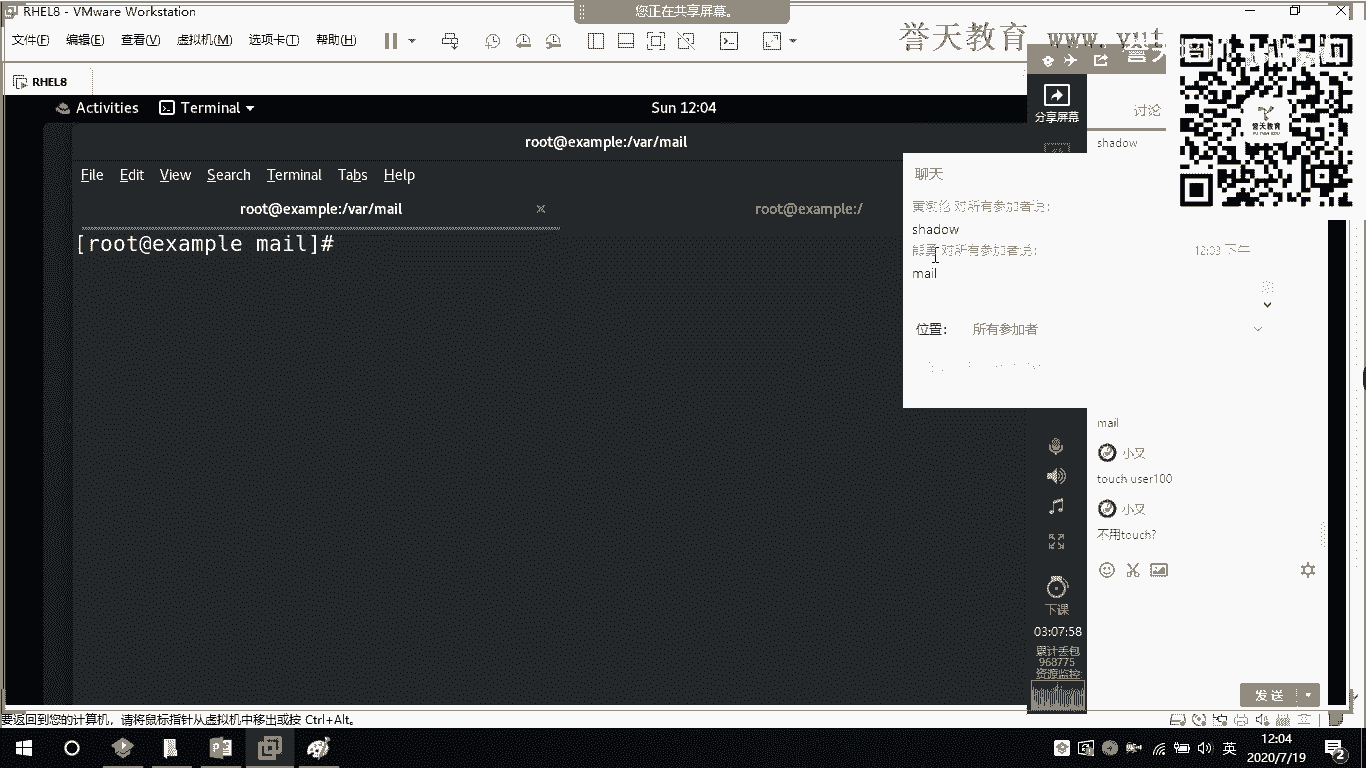 RHEL8 - VMware Workstation
您正在共享屏幕。
文件(F) 编辑(E) 查看(V) 虚拟机(M) 选项卡(T) 帮助(H)
誉天教育 www.yut
RHEL8
Activities Terminal Sun 12:04
分享屏幕
讨论
誉天教育
root@example:/var/mail
shadow
File Edit View Search Terminal Tabs Help
聊天
root@example:/var/mail × root@example:/
对所有参加者说:
shadow
[root@example mail]#
对所有参加者说: 12:03 下午
mail
位置: 所有参加者
mail
小又
touch user100
小又
不用touch?
下课
03:07:58
累计丢包
968775
资源监控:
发送
要返回到您的计算机，请将鼠标指针从虚拟机中移出或按 Ctrl+Alt。
英
12:04
2020/7/19
2